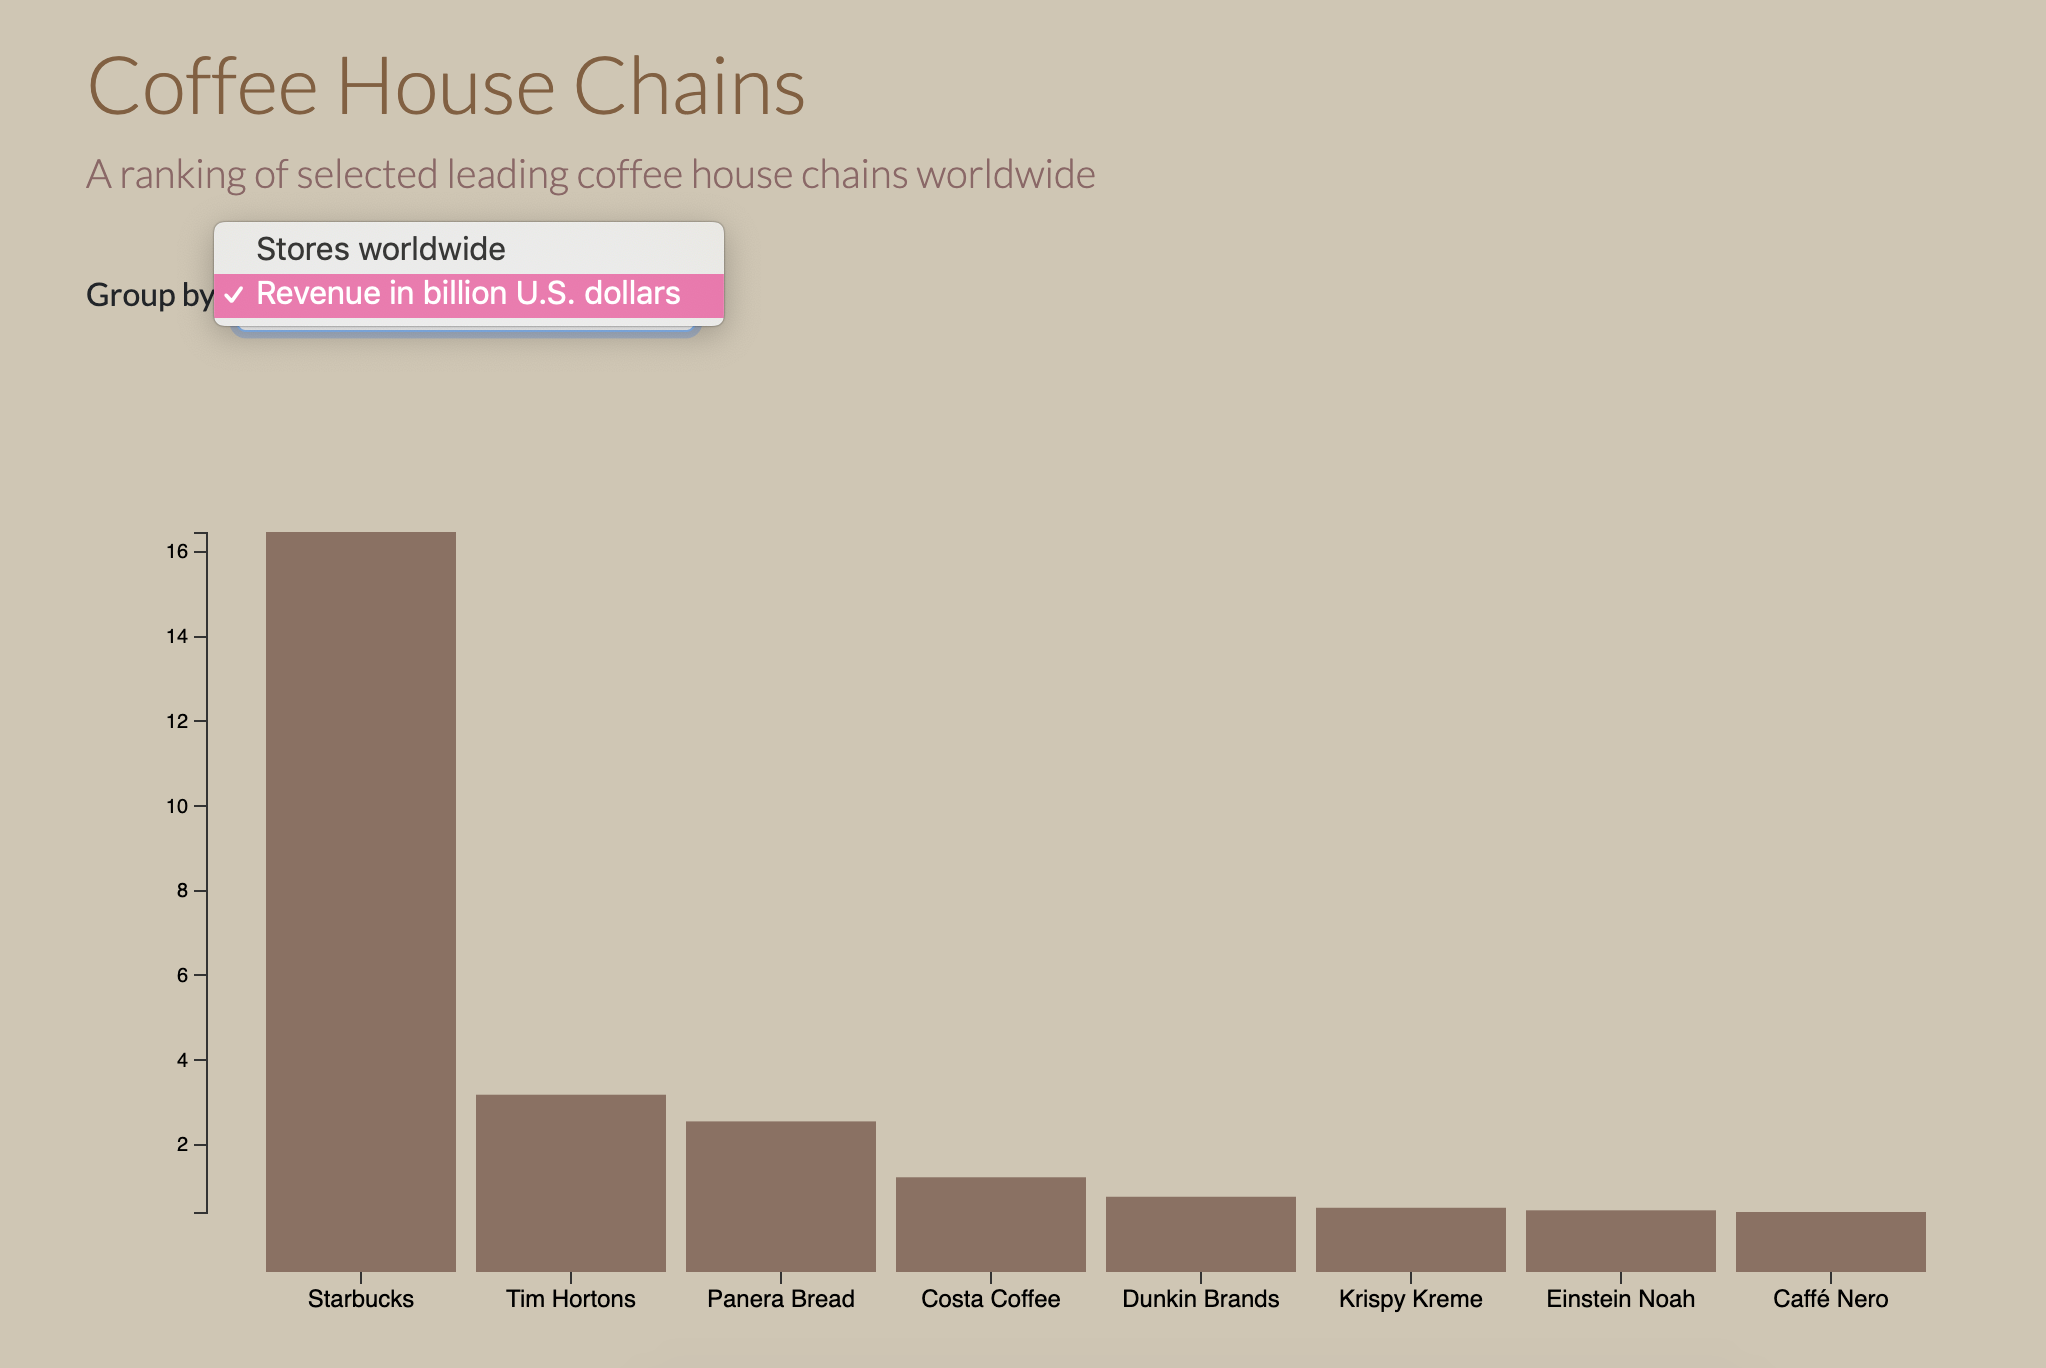 Coffee House Chains
A ranking of selected leading coffee house chains worldwide
Stores worldwide
Group by
✓ Revenue in billion U.S. dollars
16
14
12
10
8
6
4
2
Starbucks Tim Hortons Panera Bread Costa Coffee Dunkin Brands Krispy Kreme Einstein Noah Caffé Nero